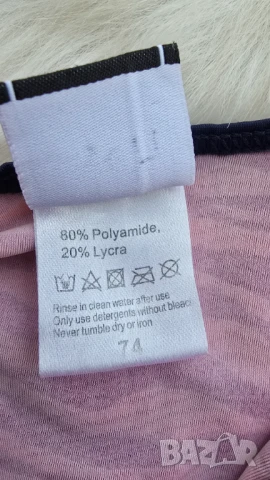 80% Polyamide,
20% Lycra
Rinse in clean water after use
Only use detergents without bleach
Never tumble dry or iron
74
BAZAR